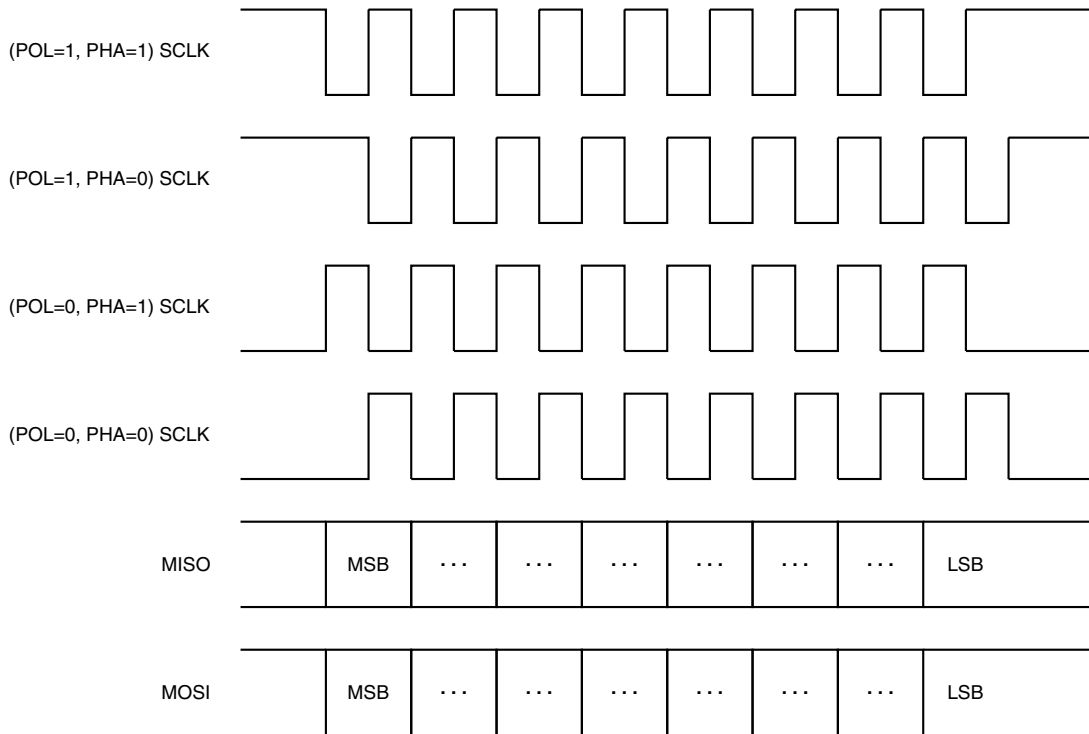 (POL=1, PHA=1) SCLK
(POL=1, PHA=0) SCLK
(POL=0, PHA=1) SCLK
(POL=0, PHA=0) SCLK
MISO MSB ··· ··· ··· ··· ··· ··· LSB
MOSI MSB ··· ··· ··· ··· ··· ··· LSB